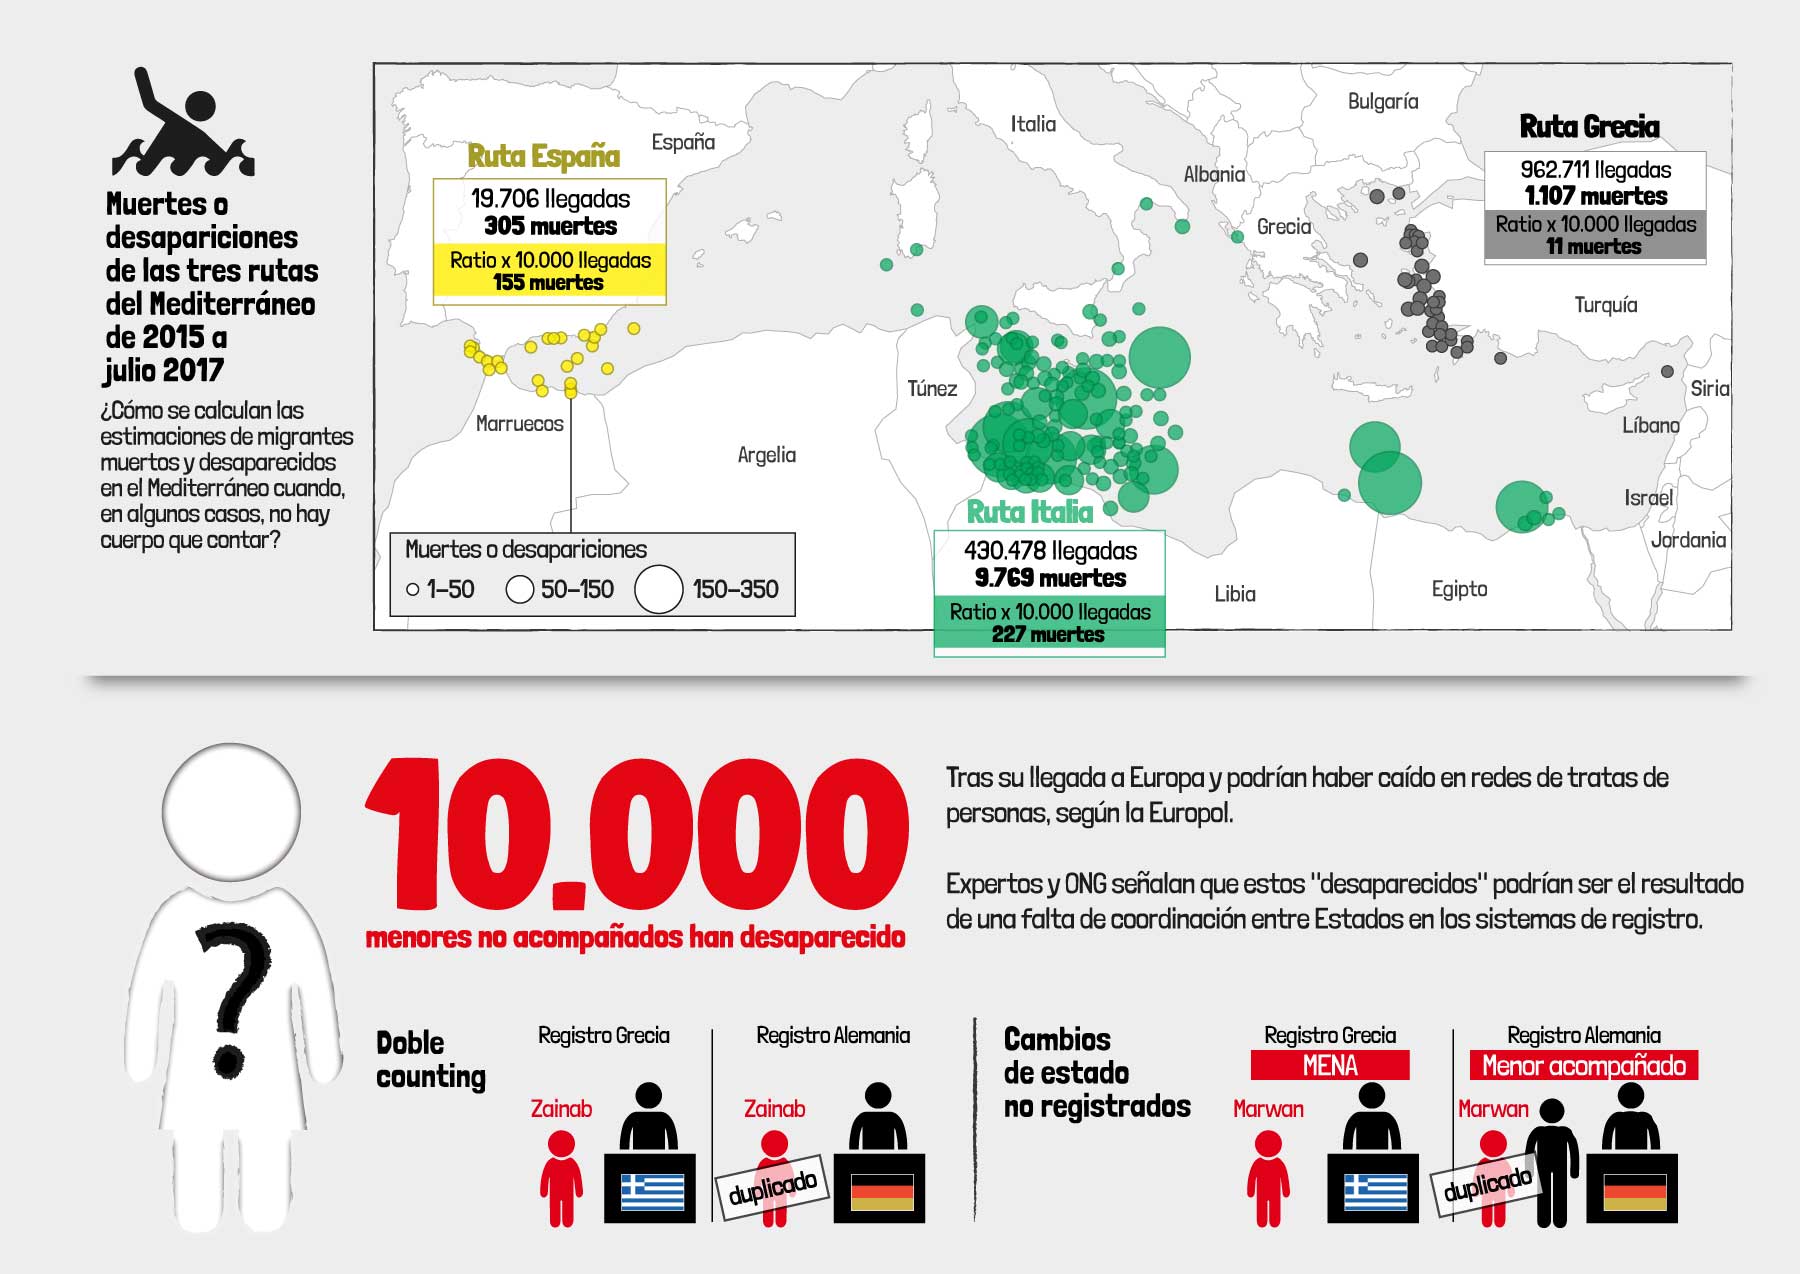 Muertes o
desapariciones
de las tres rutas
del Mediterráneo
de 2015 a
julio 2017
¿Cómo se calculan las
estimaciones de migrantes
muertos y desaparecidos
en el Mediterráneo cuando,
en algunos casos, no hay
cuerpo que contar?
Ruta España
19.706 llegadas
305 muertes
Ratio x 10.000 llegadas
155 muertes
España
Italia
Albania
Grecia
Bulgaría
Ruta Grecia
962.711 llegadas
1.107 muertes
Ratio x 10.000 llegadas
11 muertes
Turquía
Siria
Líbano
Israel
Jordania
Egipto
Libia
Túnez
Argelia
Marruecos
Ruta Italia
430.478 llegadas
9.769 muertes
Ratio x 10.000 llegadas
227 muertes
Muertes o desapariciones
1–50
50–150
150–350
10.000
menores no acompañados han desaparecido
Tras su llegada a Europa y podrían haber caído en redes de tratas de
personas, según la Europol.
Expertos y ONG señalan que estos "desaparecidos" podrían ser el resultado
de una falta de coordinación entre Estados en los sistemas de registro.
?
Doble
counting
Registro Grecia
Zainab
Registro Alemania
Zainab
duplicado
Cambios
de estado
no registrados
Registro Grecia
MENA
Marwan
Registro Alemania
Menor acompañado
Marwan
duplicado